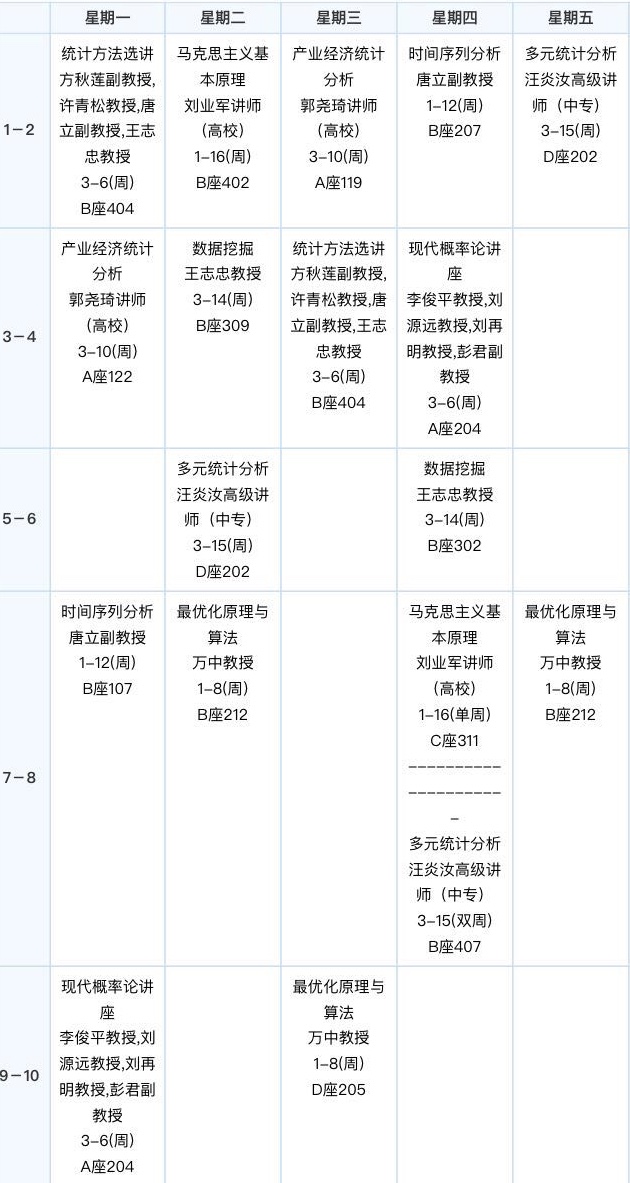 星期一
星期二
星期三
星期四
星期五
1-2
统计方法选讲
方秋莲副教授,
许青松教授,唐
立副教授,王志
忠教授
3-6(周)
B座404
马克思主义基
本原理
刘业军讲师
（高校）
1-16(周)
B座402
产业经济统计
分析
郭尧琦讲师
（高校）
3-10(周)
A座119
时间序列分析
唐立副教授
1-12(周)
B座207
多元统计分析
汪炎汝高级讲
师（中专）
3-15(周)
D座202
3-4
产业经济统计
分析
郭尧琦讲师
（高校）
3-10(周)
A座122
数据挖掘
王志忠教授
3-14(周)
B座309
统计方法选讲
方秋莲副教授,
许青松教授,唐
立副教授,王志
忠教授
3-6(周)
B座404
现代概率论讲
座
李俊平教授,刘
源远教授,刘再
明教授,彭君副
教授
3-6(周)
A座204
5-6
多元统计分析
汪炎汝高级讲
师（中专）
3-15(周)
D座202
数据挖掘
王志忠教授
3-14(周)
B座302
7-8
时间序列分析
唐立副教授
1-12(周)
B座107
最优化原理与
算法
万中教授
1-8(周)
B座212
马克思主义基
本原理
刘业军讲师
（高校）
1-16(单周)
C座311
----------
----------
-
多元统计分析
汪炎汝高级讲
师（中专）
3-15(双周)
B座407
最优化原理与
算法
万中教授
1-8(周)
B座212
9-10
现代概率论讲
座
李俊平教授,刘
源远教授,刘再
明教授,彭君副
教授
3-6(周)
A座204
最优化原理与
算法
万中教授
1-8(周)
D座205